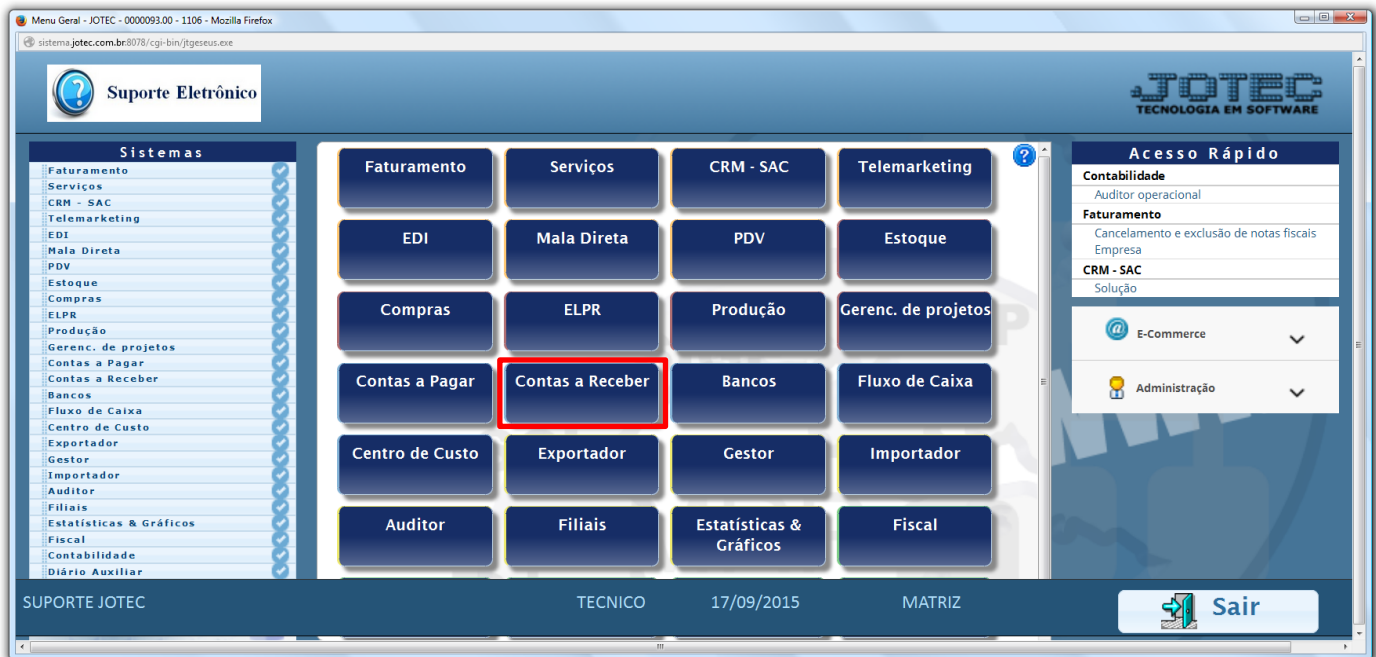 Menu Geral - JOTEC - 0000093.00 - 1106 - Mozilla Firefox
sistema.jotec.com.br:8078/cgi-bin/jtgeseus.exe
Suporte Eletrônico
JOTEC
TECNOLOGIA EM SOFTWARE
Sistemas
Faturamento
Serviços
CRM - SAC
Telemarketing
EDI
Mala Direta
PDV
Estoque
Compras
ELPR
Produção
Gerenc. de projetos
Contas a Pagar
Contas a Receber
Bancos
Fluxo de Caixa
Centro de Custo
Exportador
Gestor
Importador
Auditor
Filiais
Estatísticas & Gráficos
Fiscal
Contabilidade
Diário Auxiliar
Faturamento
Serviços
CRM - SAC
Telemarketing
EDI
Mala Direta
PDV
Estoque
Compras
ELPR
Produção
Gerenc. de projetos
Contas a Pagar
Contas a Receber
Bancos
Fluxo de Caixa
Centro de Custo
Exportador
Gestor
Importador
Auditor
Filiais
Estatísticas &
Gráficos
Fiscal
Acesso Rápido
Contabilidade
Auditor operacional
Faturamento
Cancelamento e exclusão de notas fiscais
Empresa
CRM - SAC
Solução
E-Commerce
Administração
SUPORTE JOTEC
TECNICO
17/09/2015
MATRIZ
Sair